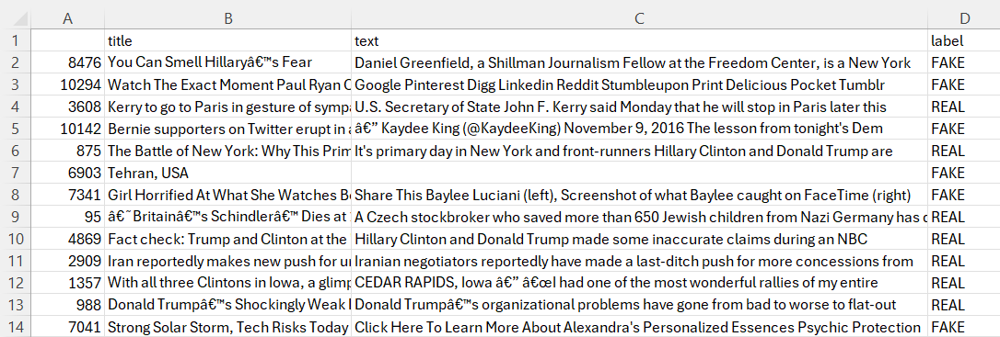 A B C D
1 title text label
2 8476 You Can Smell Hillaryâ€™s Fear Daniel Greenfield, a Shillman Journalism Fellow at the Freedom Center, is a New York FAKE
3 10294 Watch The Exact Moment Paul Ryan C Google Pinterest Digg Linkedin Reddit Stumbleupon Print Delicious Pocket Tumblr FAKE
4 3608 Kerry to go to Paris in gesture of symp U.S. Secretary of State John F. Kerry said Monday that he will stop in Paris later this REAL
5 10142 Bernie supporters on Twitter erupt in â€” Kaydee King (@KaydeeKing) November 9, 2016 The lesson from tonight's Dem FAKE
6 875 The Battle of New York: Why This Prim It's primary day in New York and front-runners Hillary Clinton and Donald Trump are REAL
7 6903 Tehran, USA FAKE
8 7341 Girl Horrified At What She Watches B Share This Baylee Luciani (left), Screenshot of what Baylee caught on FaceTime (right) FAKE
9 95 â€˜Britainâ€™s Schindlerâ€™ Dies at A Czech stockbroker who saved more than 650 Jewish children from Nazi Germany has REAL
10 4869 Fact check: Trump and Clinton at the Hillary Clinton and Donald Trump made some inaccurate claims during an NBC REAL
11 2909 Iran reportedly makes new push for u Iranian negotiators reportedly have made a last-ditch push for more concessions from REAL
12 1357 With all three Clintons in Iowa, a glimp CEDAR RAPIDS, Iowa â€” â€œI had one of the most wonderful rallies of my entire REAL
13 988 Donald Trumpâ€™s Shockingly Weak Donald Trumpâ€™s organizational problems have gone from bad to worse to flat-out REAL
14 7041 Strong Solar Storm, Tech Risks Today Click Here To Learn More About Alexandra's Personalized Essences Psychic Protection FAKE